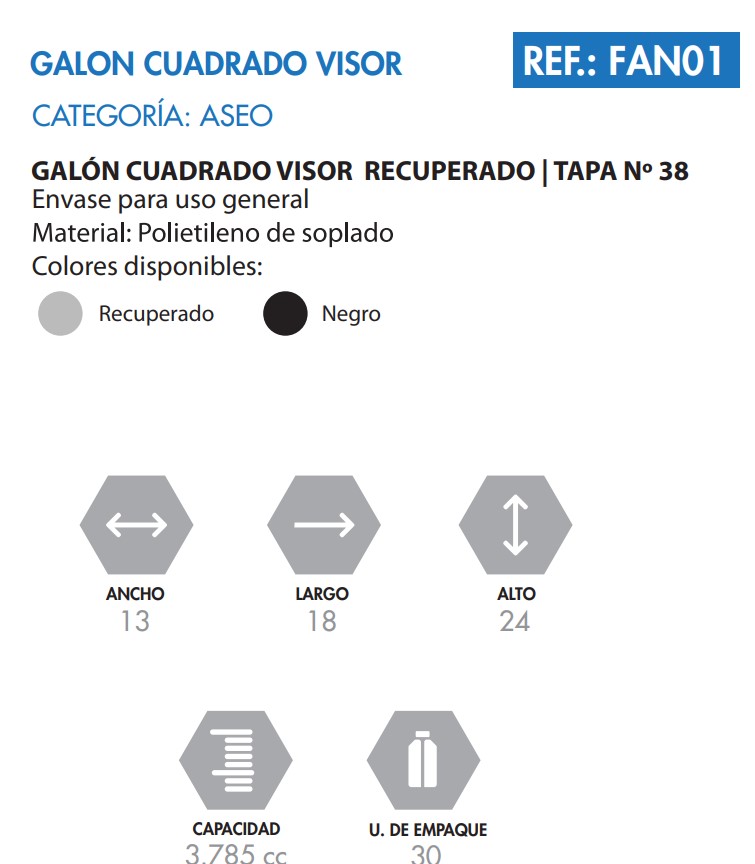 GALON CUADRADO VISOR
REF.: FAN01
CATEGORÍA: ASEO
GALÓN CUADRADO VISOR RECUPERADO | TAPA Nº 38
Envase para uso general
Material: Polietileno de soplado
Colores disponibles:
Recuperado Negro
ANCHO LARGO ALTO
13 18 24
CAPACIDAD U. DE EMPAQUE
3.785 cc 30